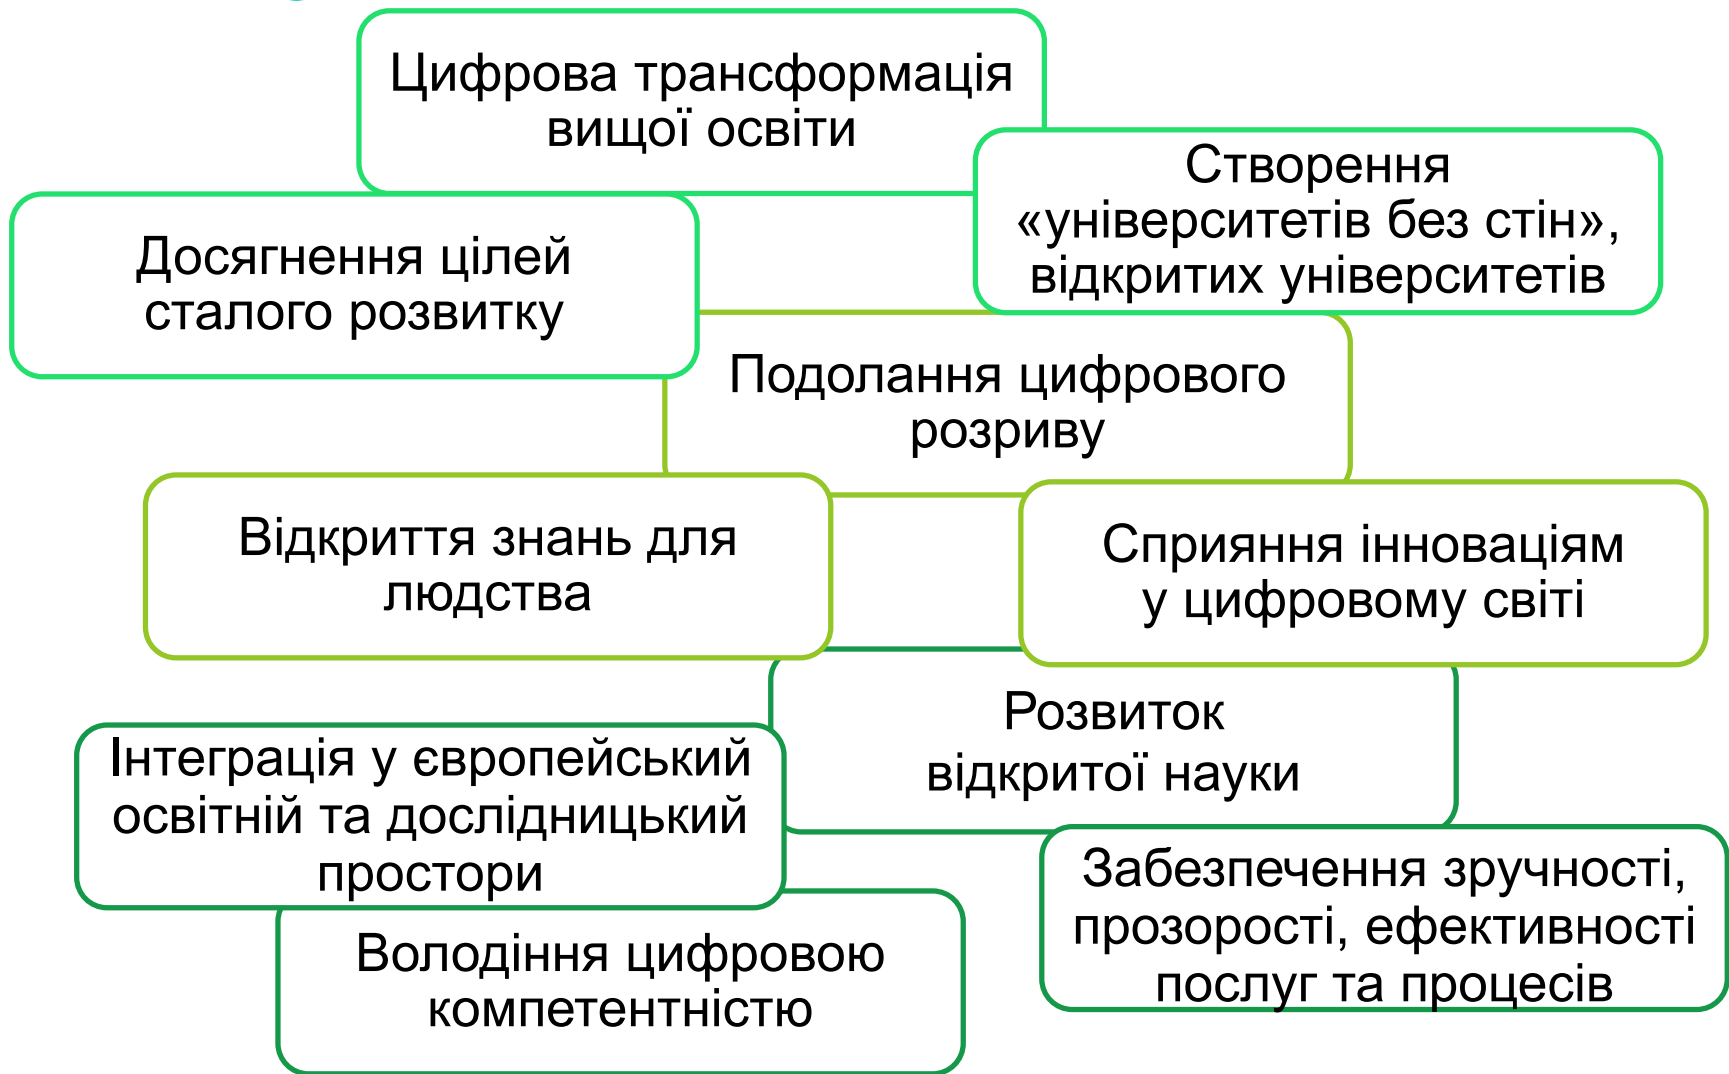 Цифрова трансформація
вищої освіти
Створення
«університетів без стін»,
відкритих університетів
Досягнення цілей
сталого розвитку
Подолання цифрового
розриву
Відкриття знань для
людства
Сприяння інноваціям
у цифровому світі
Розвиток
відкритої науки
Інтеграція у європейський
освітній та дослідницький
простори
Забезпечення зручності,
прозорості, ефективності
послуг та процесів
Володіння цифровою
компетентністю